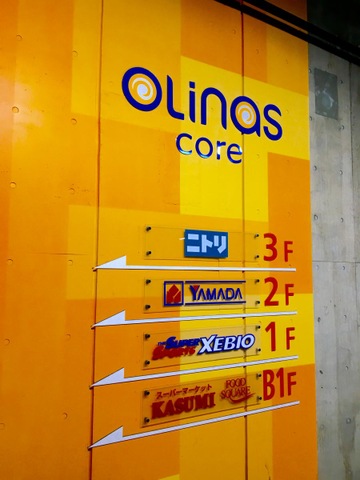 OLinas
core
ニトリ 3F
YAMADA 2F
THE SUPER SPORTS XEBIO 1F
スーパーマーケット KASUMI FOOD SQUARE B1F